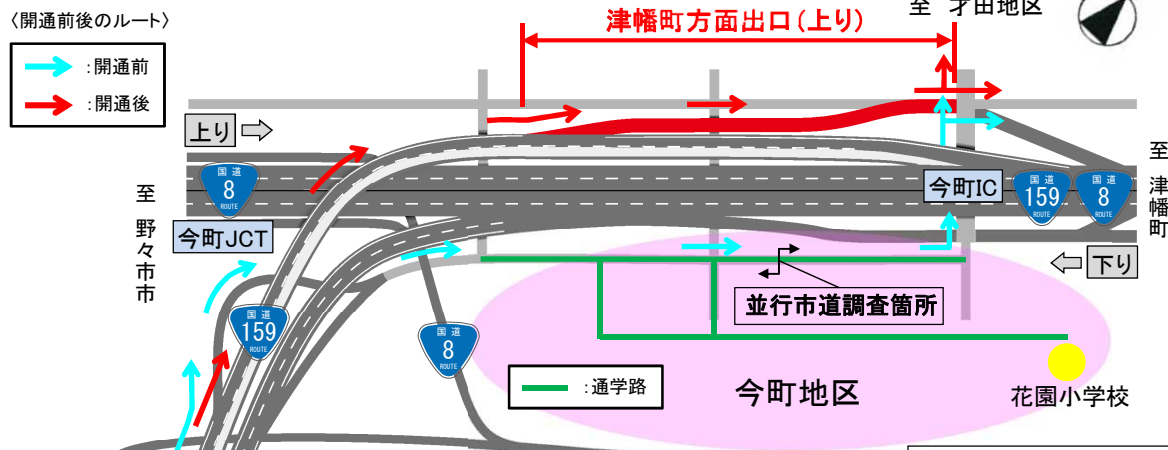 〈開通前後のルート〉
:開通前
:開通後
津幡町方面出口(上り)
至 才田地区
上り
国道
8
ROUTE
今町JCT
至 野々市市
今町IC
国道
159
ROUTE
国道
8
ROUTE
至 津幡町
下り
並行市道調査箇所
国道
159
ROUTE
国道
8
ROUTE
:通学路
今町地区
花園小学校